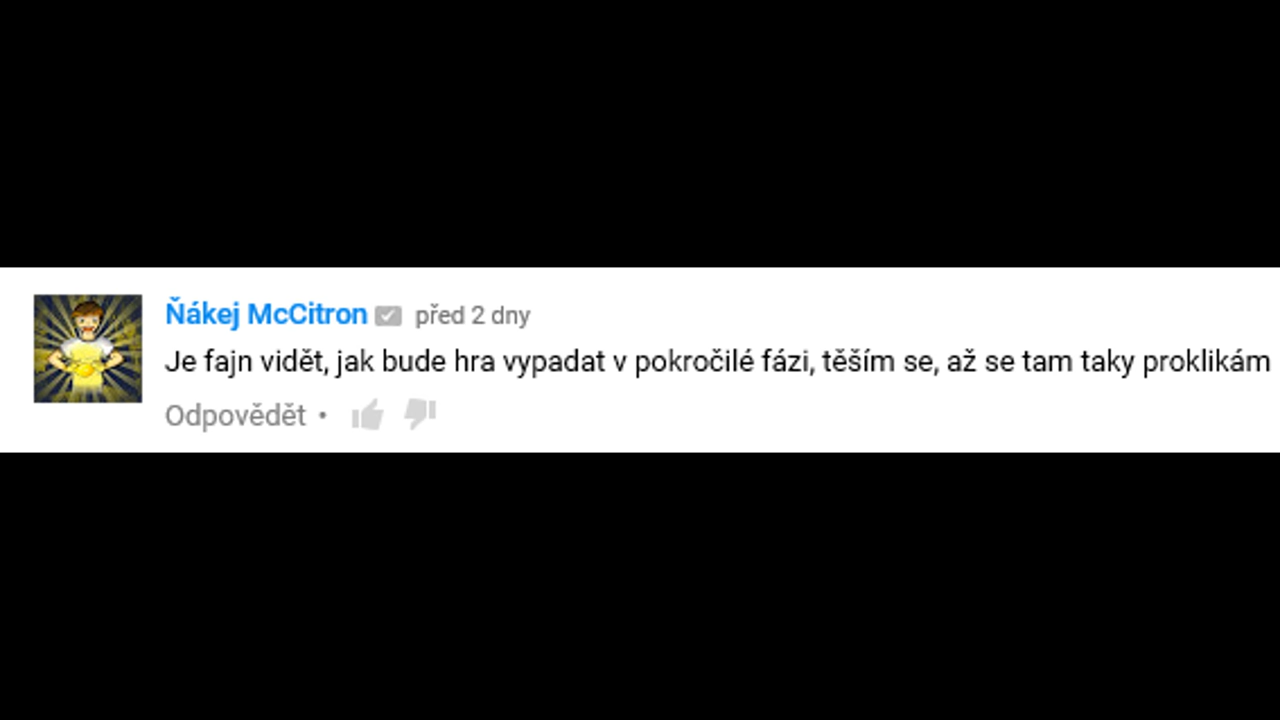 Ňákej McCitron před 2 dny
Je fajn vidět, jak bude hra vypadat v pokročilé fázi, těším se, až se tam taky proklikám
Odpovědět •